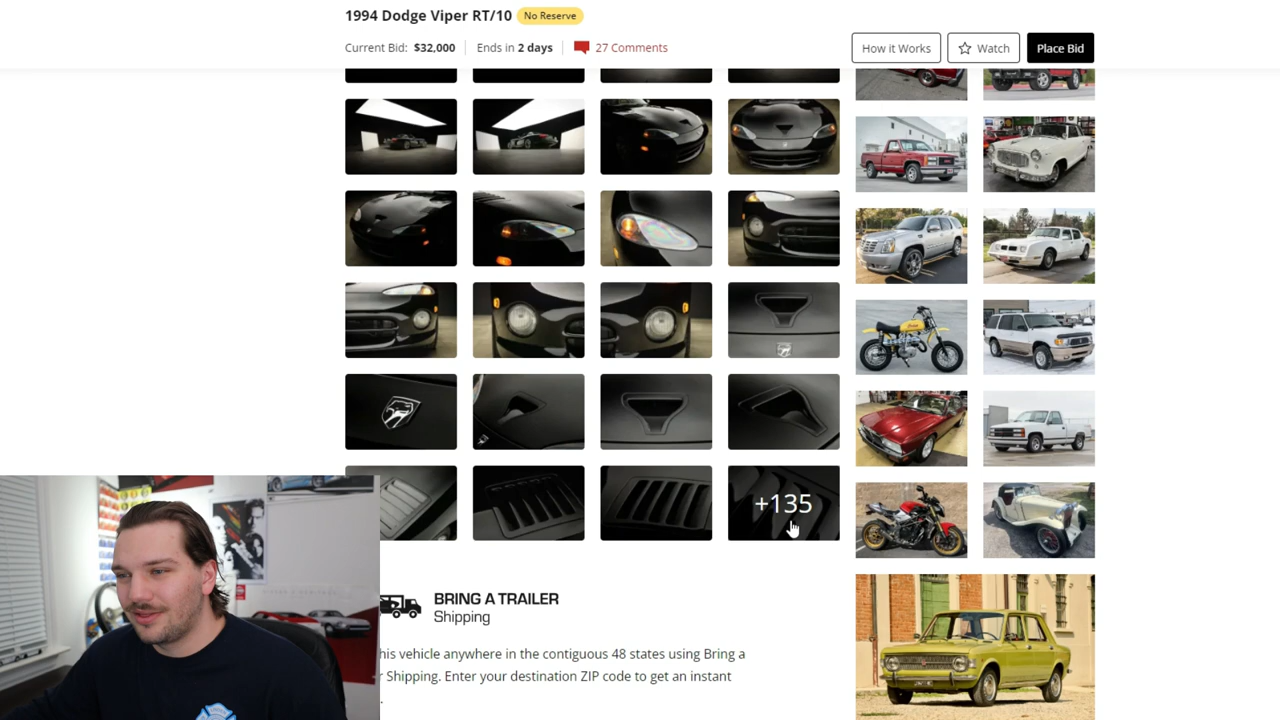 1994 Dodge Viper RT/10 No Reserve
Current Bid: $32,000 Ends in 2 days 27 Comments
How it Works Watch Place Bid
+135
BRING A TRAILER
Shipping
his vehicle anywhere in the contiguous 48 states using Bring a
r Shipping. Enter your destination ZIP code to get an instant
.